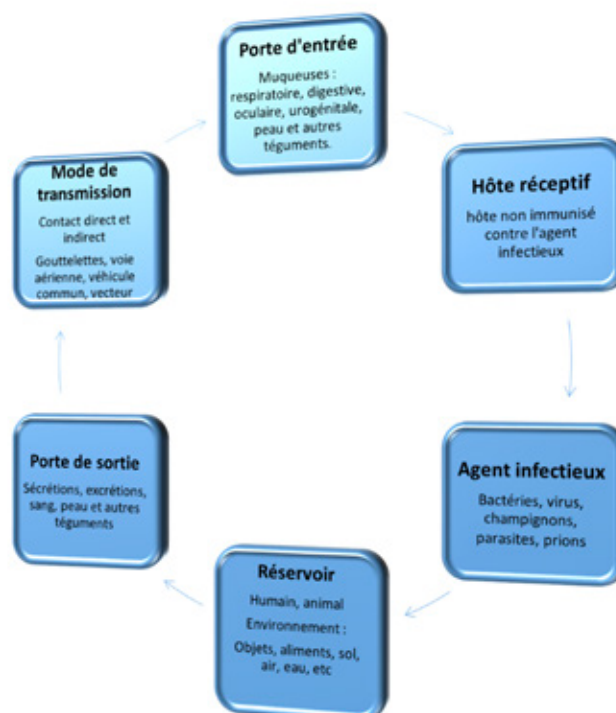 Porte d'entrée
Muqueuses :
respiratoire, digestive,
oculaire, urogénitale,
peau et autres
téguments.
Hôte réceptif
hôte non immunisé
contre l'agent
infectieux
Agent infectieux
Bactéries, virus,
champignons,
parasites, prions
Réservoir
Humain, animal
Environnement :
Objets, aliments, sol,
air, eau, etc
Porte de sortie
Sécrétions, excrétions,
sang, peau et autres
téguments
Mode de
transmission
Contact direct et
indirect
Gouttelettes, voie
aérienne, véhicule
commun, vecteur